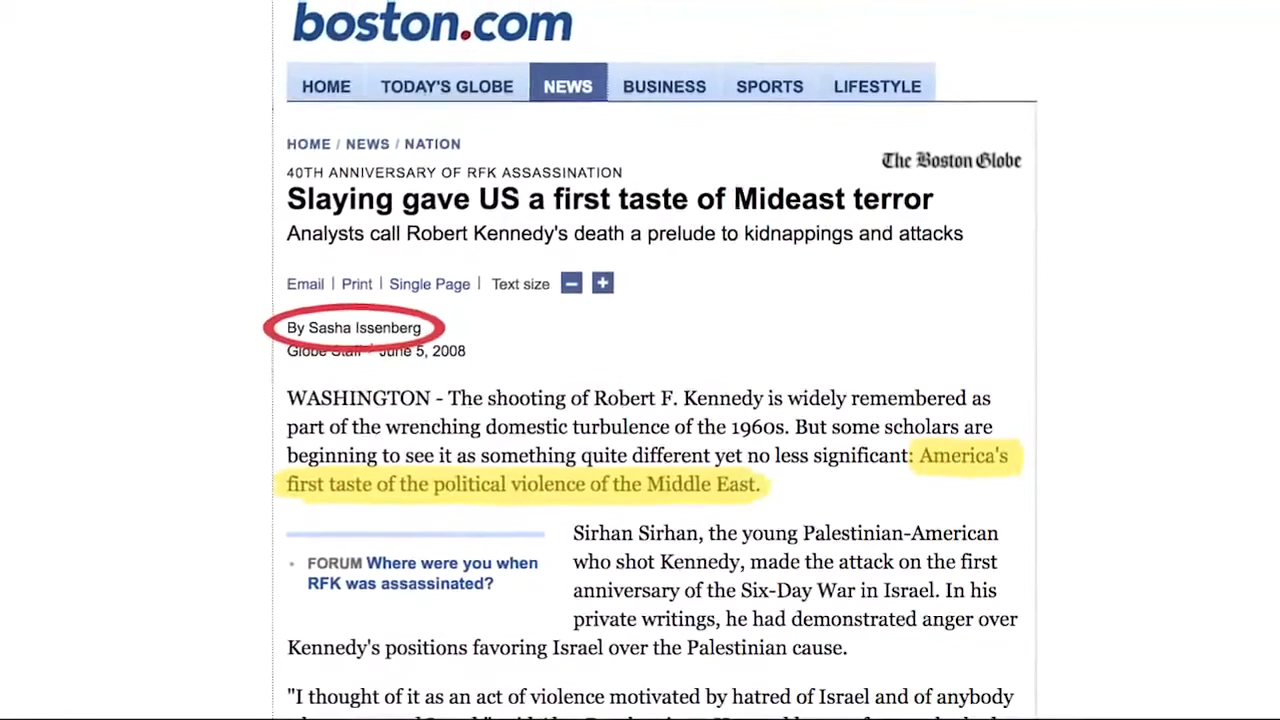 boston.com
HOME TODAY'S GLOBE NEWS BUSINESS SPORTS LIFESTYLE
HOME / NEWS / NATION
The Boston Globe
40TH ANNIVERSARY OF RFK ASSASSINATION
Slaying gave US a first taste of Mideast terror
Analysts call Robert Kennedy's death a prelude to kidnappings and attacks
Email | Print | Single Page | Text size − +
By Sasha Issenberg
Globe Staff | June 5, 2008
WASHINGTON - The shooting of Robert F. Kennedy is widely remembered as
part of the wrenching domestic turbulence of the 1960s. But some scholars are
beginning to see it as something quite different yet no less significant: America's
first taste of the political violence of the Middle East.
FORUM Where were you when
RFK was assassinated?
Sirhan Sirhan, the young Palestinian-American
who shot Kennedy, made the attack on the first
anniversary of the Six-Day War in Israel. In his
private writings, he had demonstrated anger over
Kennedy's positions favoring Israel over the Palestinian cause.
"I thought of it as an act of violence motivated by hatred of Israel and of anybody